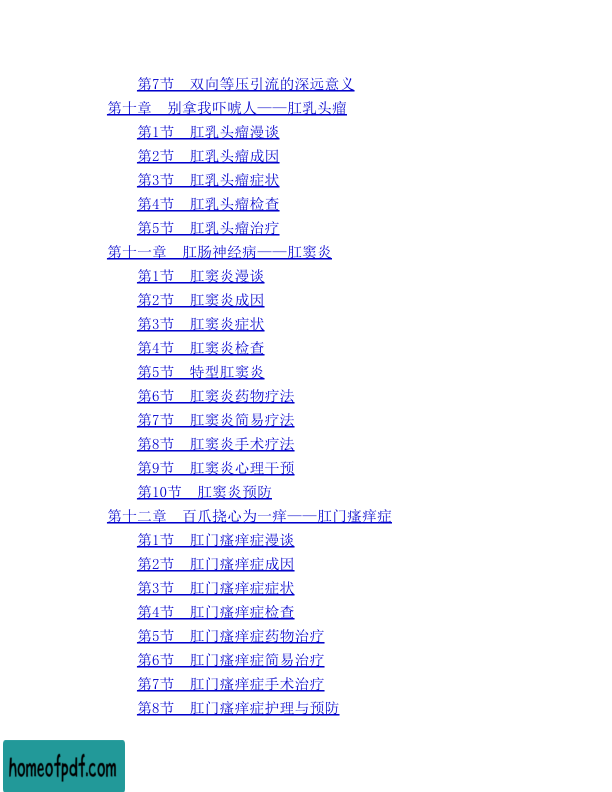 第7节　双向等压引流的深远意义
第十章　别拿我吓唬人——肛乳头瘤
第1节　肛乳头瘤漫谈
第2节　肛乳头瘤成因
第3节　肛乳头瘤症状
第4节　肛乳头瘤检查
第5节　肛乳头瘤治疗
第十一章　肛肠神经病——肛窦炎
第1节　肛窦炎漫谈
第2节　肛窦炎成因
第3节　肛窦炎症状
第4节　肛窦炎检查
第5节　特型肛窦炎
第6节　肛窦炎药物疗法
第7节　肛窦炎简易疗法
第8节　肛窦炎手术疗法
第9节　肛窦炎心理干预
第10节　肛窦炎预防
第十二章　百爪挠心为一痒——肛门瘙痒症
第1节　肛门瘙痒症漫谈
第2节　肛门瘙痒症成因
第3节　肛门瘙痒症症状
第4节　肛门瘙痒症检查
第5节　肛门瘙痒症药物治疗
第6节　肛门瘙痒症简易治疗
第7节　肛门瘙痒症手术治疗
第8节　肛门瘙痒症护理与预防
homeofpdf.com